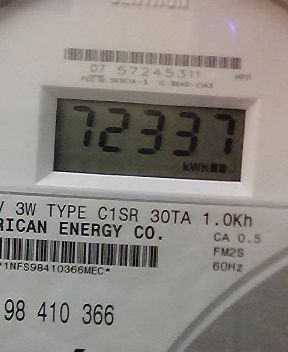 07 57245311
72337
kWh
V 3W TYPE C1SR 30TA 1.0Kh
RICAN ENERGY CO.
CA 0.5
FM2S
60Hz
*1NFS98410366MEC*
98 410 366